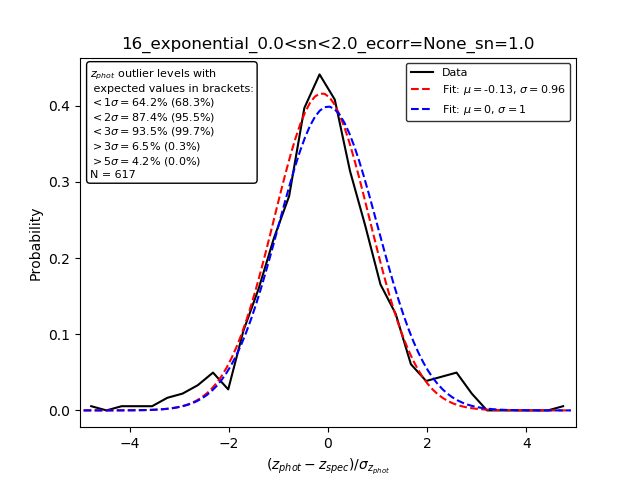 16_exponential_0.0<sn<2.0_ecorr=None_sn=1.0
z_phot outlier levels with
expected values in brackets:
<1σ = 64.2% (68.3%)
<2σ = 87.4% (95.5%)
<3σ = 93.5% (99.7%)
>3σ = 6.5% (0.3%)
>5σ = 4.2% (0.0%)
N = 617
Data
Fit: μ = -0.13, σ = 0.96
Fit: μ = 0, σ = 1
Probability
0.4
0.3
0.2
0.1
0.0
−4 −2 0 2 4
(z_phot − z_spec)/σ_z_phot